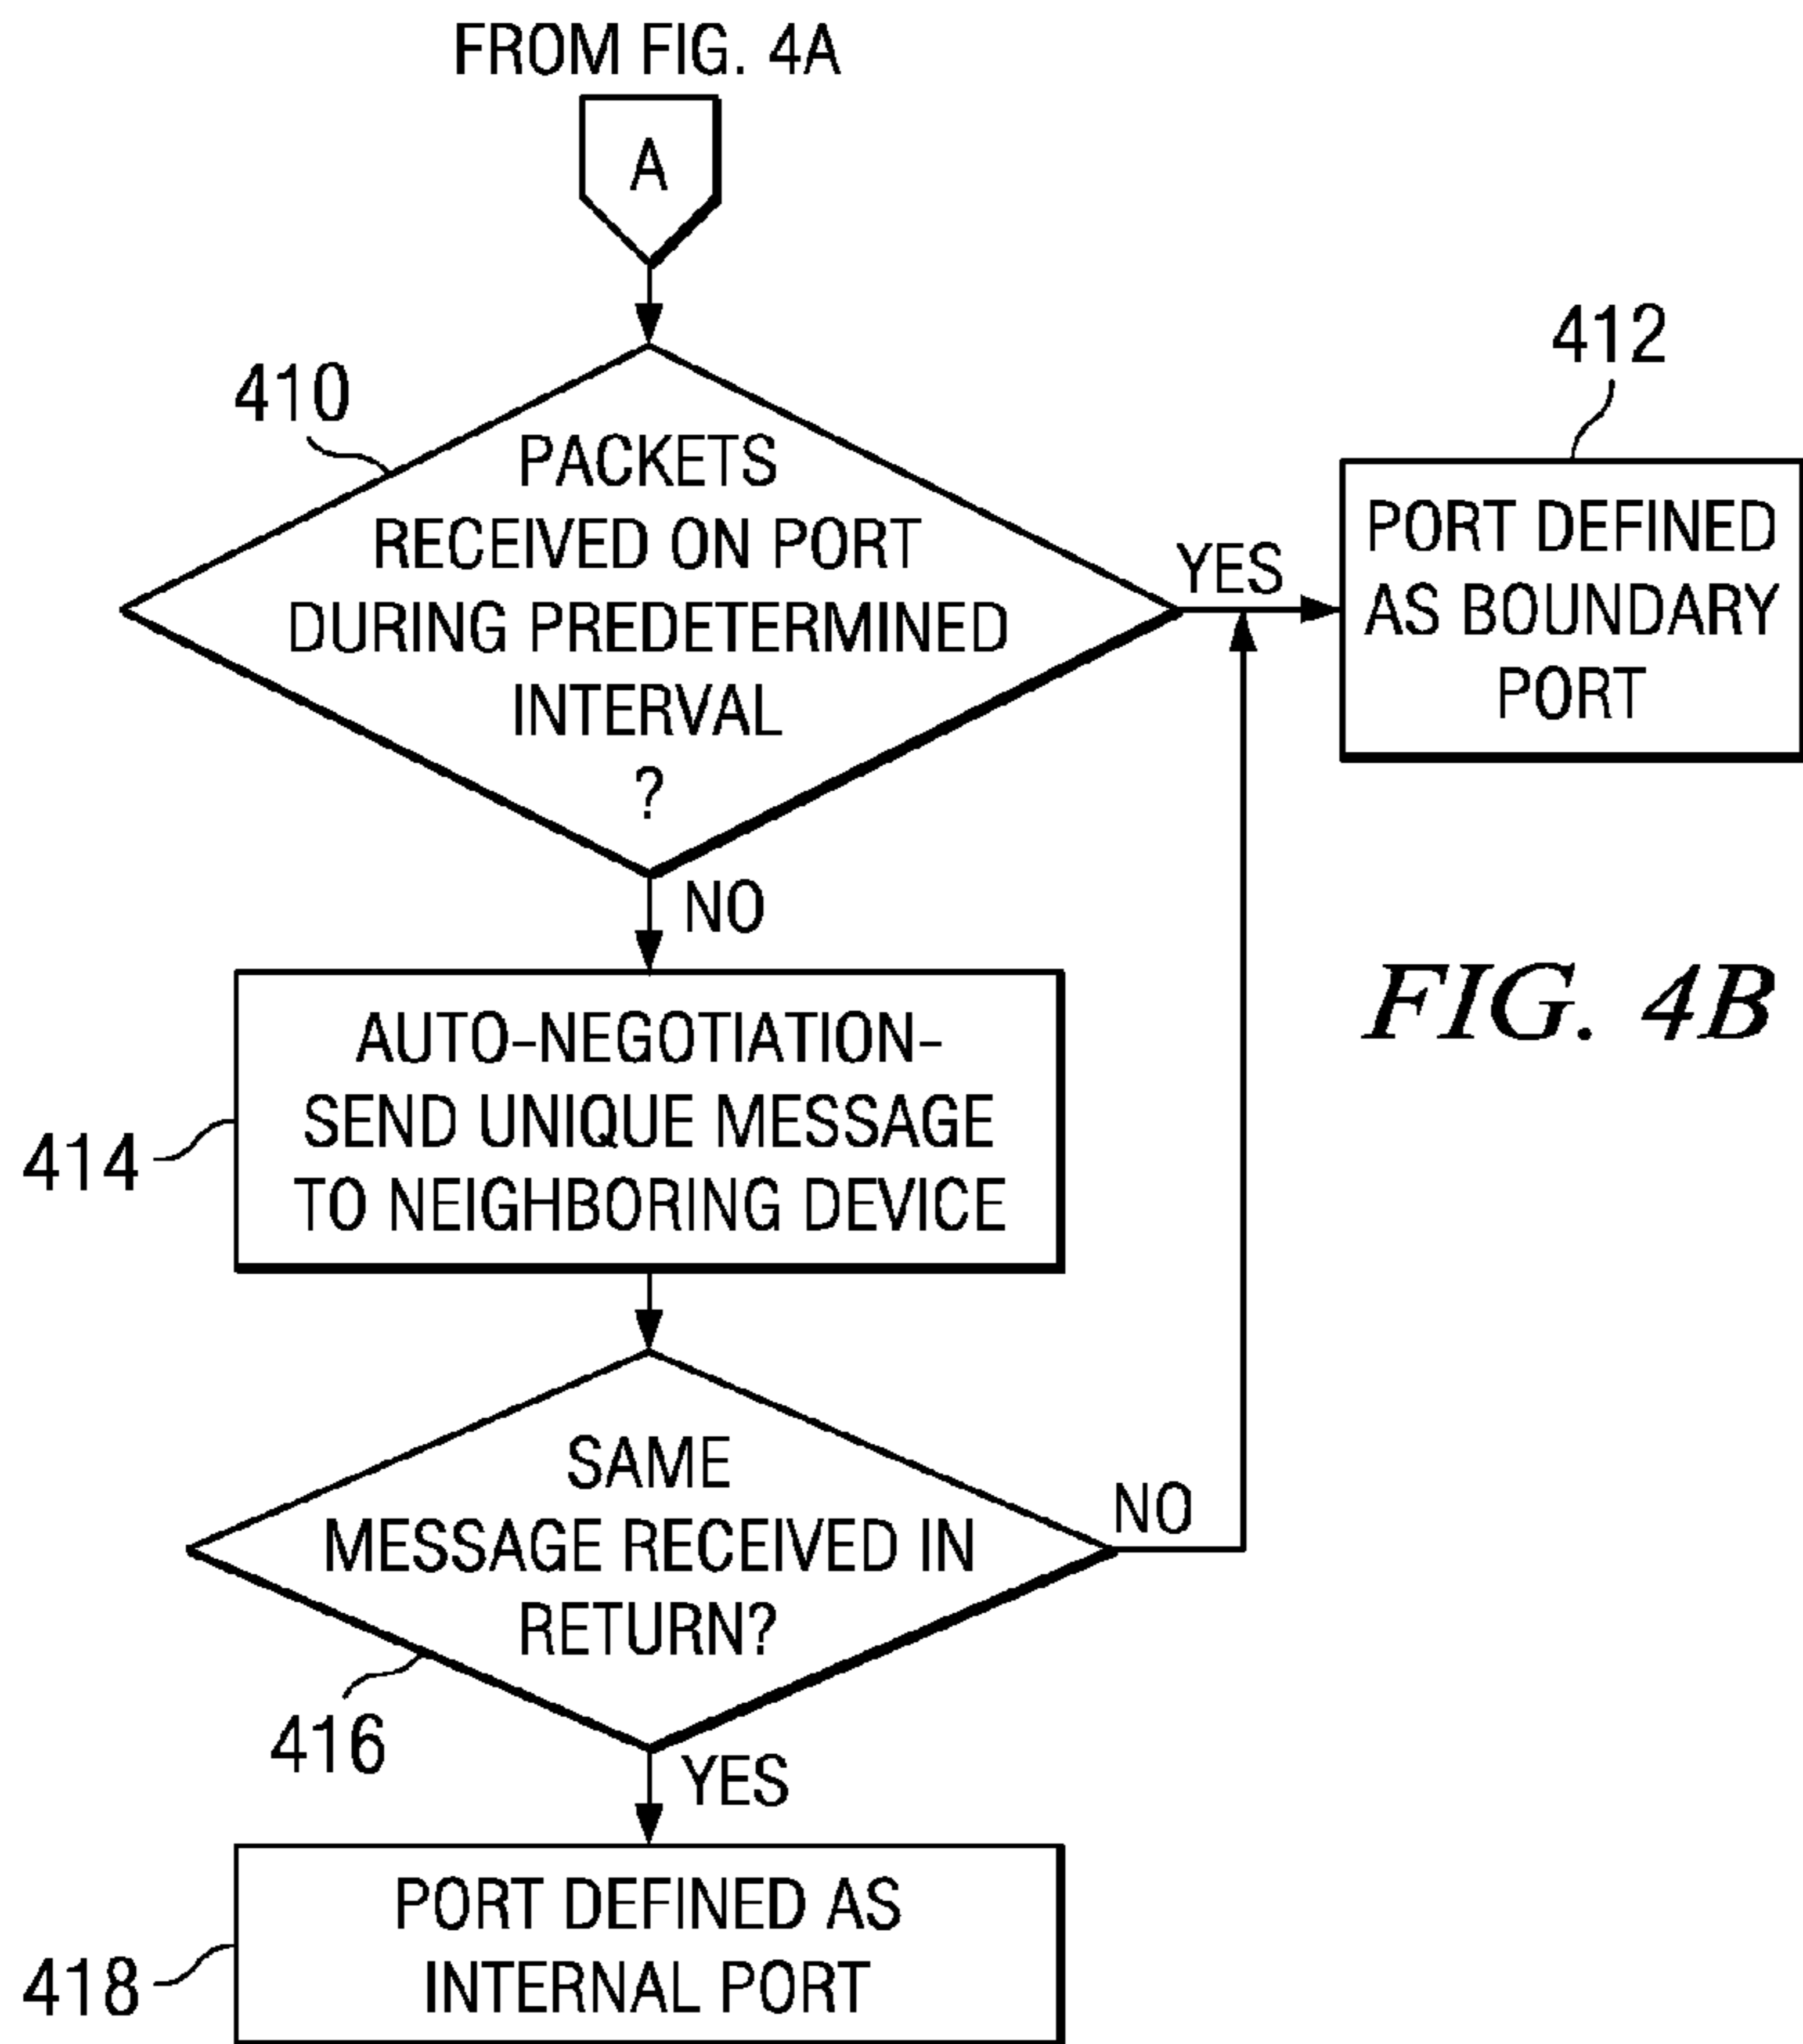 FROM FIG. 4A
A
410
PACKETS
RECEIVED ON PORT
DURING PREDETERMINED
INTERVAL
?
YES
412
PORT DEFINED
AS BOUNDARY
PORT
NO
FIG. 4B
414
AUTO-NEGOTIATION-
SEND UNIQUE MESSAGE
TO NEIGHBORING DEVICE
SAME
MESSAGE RECEIVED IN
RETURN?
NO
416
YES
418
PORT DEFINED AS
INTERNAL PORT